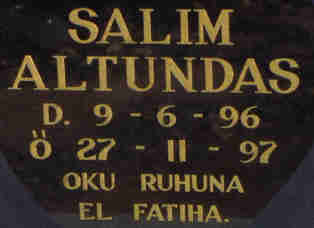 SALIM
ALTUNDAS
D. 9 - 6 - 96
Ö 27 - 11 - 97
OKU RUHUNA
EL FATIHA.